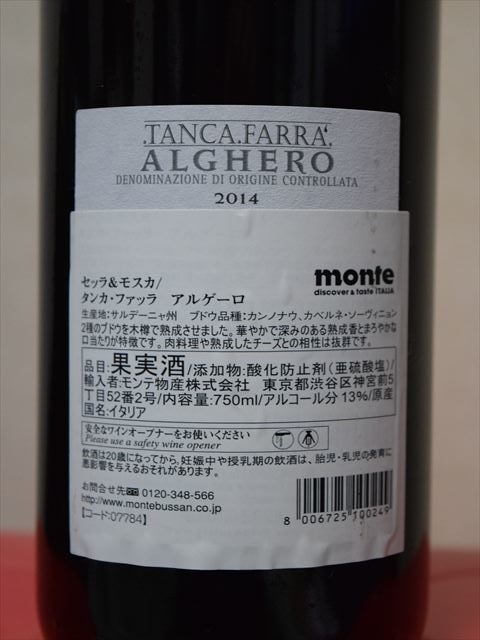 .TANCA.FARRA'.
ALGHERO
DENOMINAZIONE DI ORIGINE CONTROLLATA
2014
セッラ&モスカ/
タンカ・ファッラ アルゲーロ
monte
discover & taste ITALIA
生産地:サルデーニャ州 ブドウ品種:カンノナウ、カベルネ・ソーヴィニョン
2種のブドウを木樽で熟成させました。華やかで深みのある熟成香とまろやかな
口当たりが特徴です。肉料理や熟成したチーズとの相性は抜群です。
品目:果実酒/添加物:酸化防止剤(亜硫酸塩)/
輸入者:モンテ物産株式会社 東京都渋谷区神宮前5
丁目52番2号/内容量:750ml/アルコール分13%/原産
国名:イタリア
安全なワインオープナーをお使いください
Please use a safety wine opener
飲酒は20歳になってから。妊娠中や授乳期の飲酒は、胎児・乳児の発育に
悪影響を与えるおそれがあります。
お問合せ先 0120-348-566
http://www.montebussan.co.jp
【コード:07784】
8 006725 100249